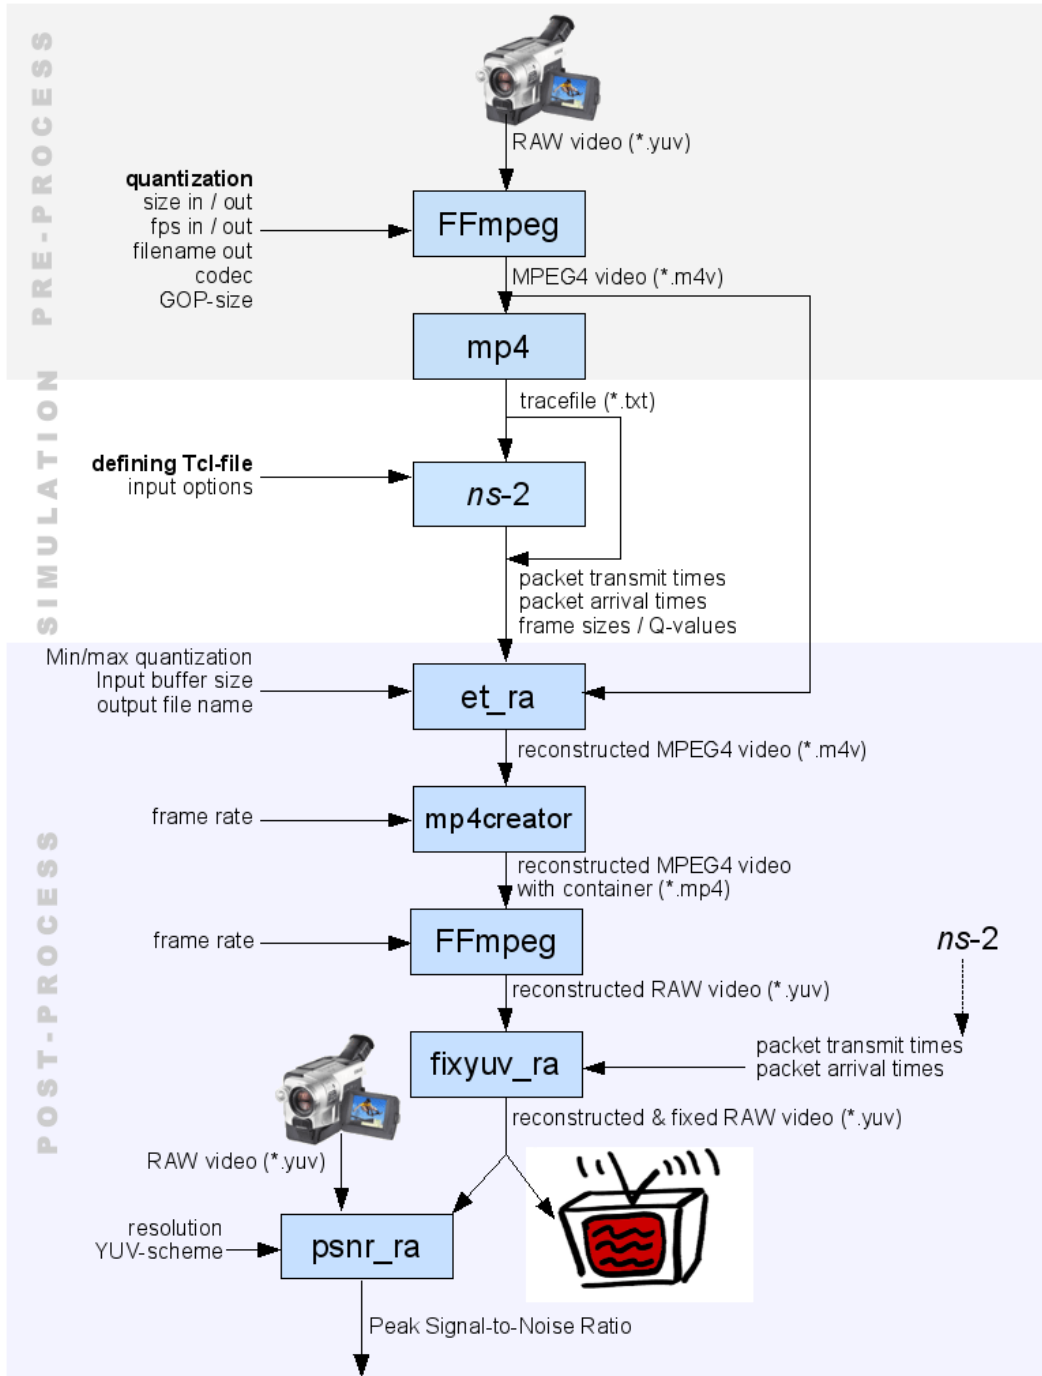 PRE-PROCESS
RAW video (*.yuv)
quantization
size in / out
fps in / out
filename out
codec
GOP-size
FFmpeg
MPEG4 video (*.m4v)
mp4
SIMULATION
tracefile (*.txt)
defining Tcl-file
input options
ns-2
packet transmit times
packet arrival times
frame sizes / Q-values
POST-PROCESS
Min/max quantization
Input buffer size
output file name
et_ra
reconstructed MPEG4 video (*.m4v)
frame rate
mp4creator
reconstructed MPEG4 video
with container (*.mp4)
frame rate
FFmpeg
ns-2
reconstructed RAW video (*.yuv)
packet transmit times
packet arrival times
fixyuv_ra
reconstructed & fixed RAW video (*.yuv)
RAW video (*.yuv)
resolution
YUV-scheme
psnr_ra
Peak Signal-to-Noise Ratio